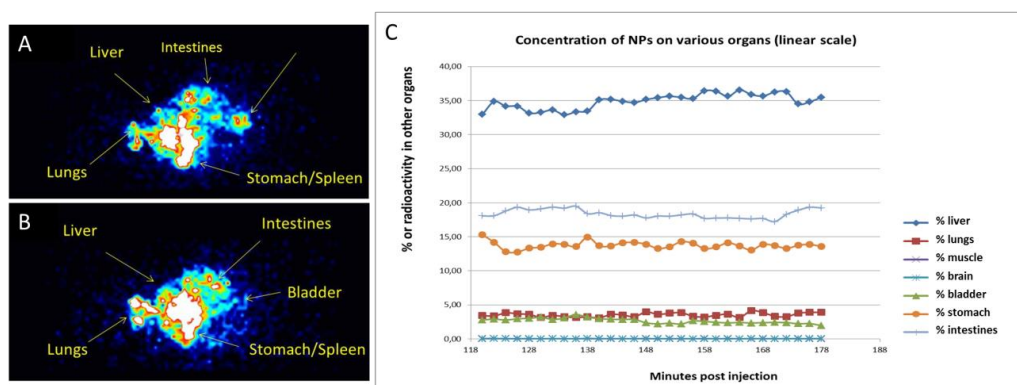 A
Liver
Intestines
Lungs
Stomach/Spleen
B
Liver
Intestines
Bladder
Lungs
Stomach/Spleen
C
Concentration of NPs on various organs (linear scale)
% or radioactivity in other organs
40,00
35,00
30,00
25,00
20,00
15,00
10,00
5,00
0,00
118 128 138 148 158 168 178 188
Minutes post injection
% liver
% lungs
% muscle
% brain
% bladder
% stomach
% intestines